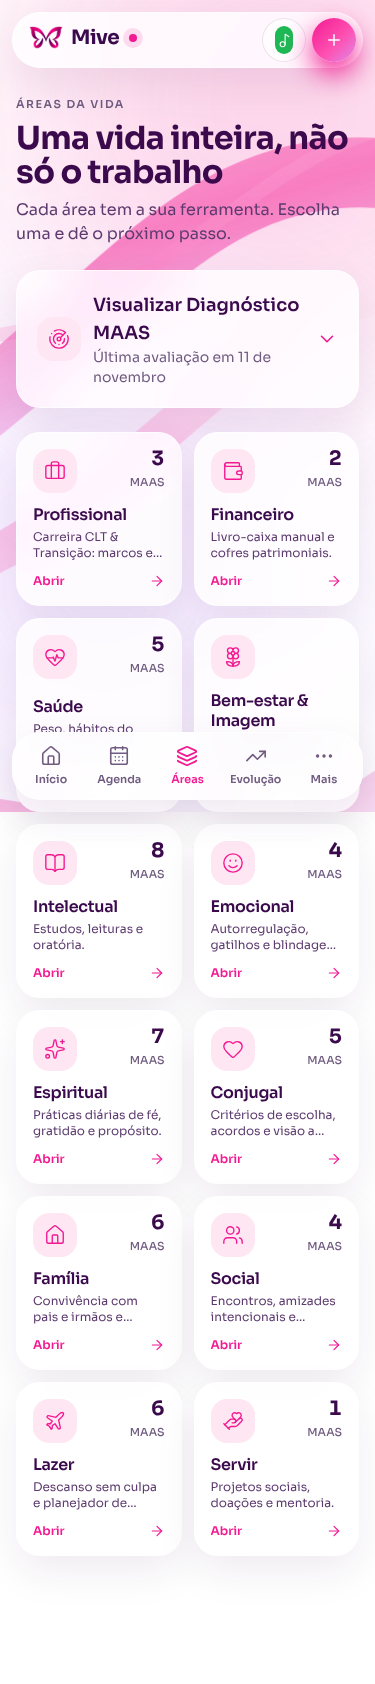 Mive
ÁREAS DA VIDA
Uma vida inteira, não
só o trabalho
Cada área tem a sua ferramenta. Escolha
uma e dê o próximo passo.
Visualizar Diagnóstico
MAAS
Última avaliação em 11 de
novembro
3
MAAS
Profissional
Carreira CLT &
Transição: marcos e...
Abrir
2
MAAS
Financeiro
Livro-caixa manual e
cofres patrimoniais.
Abrir
5
MAAS
Saúde
Peso, hábitos do
Bem-estar &
Imagem
Início
Agenda
Áreas
Evolução
Mais
8
MAAS
Intelectual
Estudos, leituras e
oratória.
Abrir
4
MAAS
Emocional
Autorregulação,
gatilhos e blindage...
Abrir
7
MAAS
Espiritual
Práticas diárias de fé,
gratidão e propósito.
Abrir
5
MAAS
Conjugal
Critérios de escolha,
acordos e visão a...
Abrir
6
MAAS
Família
Convivência com
pais e irmãos e...
Abrir
4
MAAS
Social
Encontros, amizades
intencionais e...
Abrir
6
MAAS
Lazer
Descanso sem culpa
e planejador de...
Abrir
1
MAAS
Servir
Projetos sociais,
doações e mentoria.
Abrir